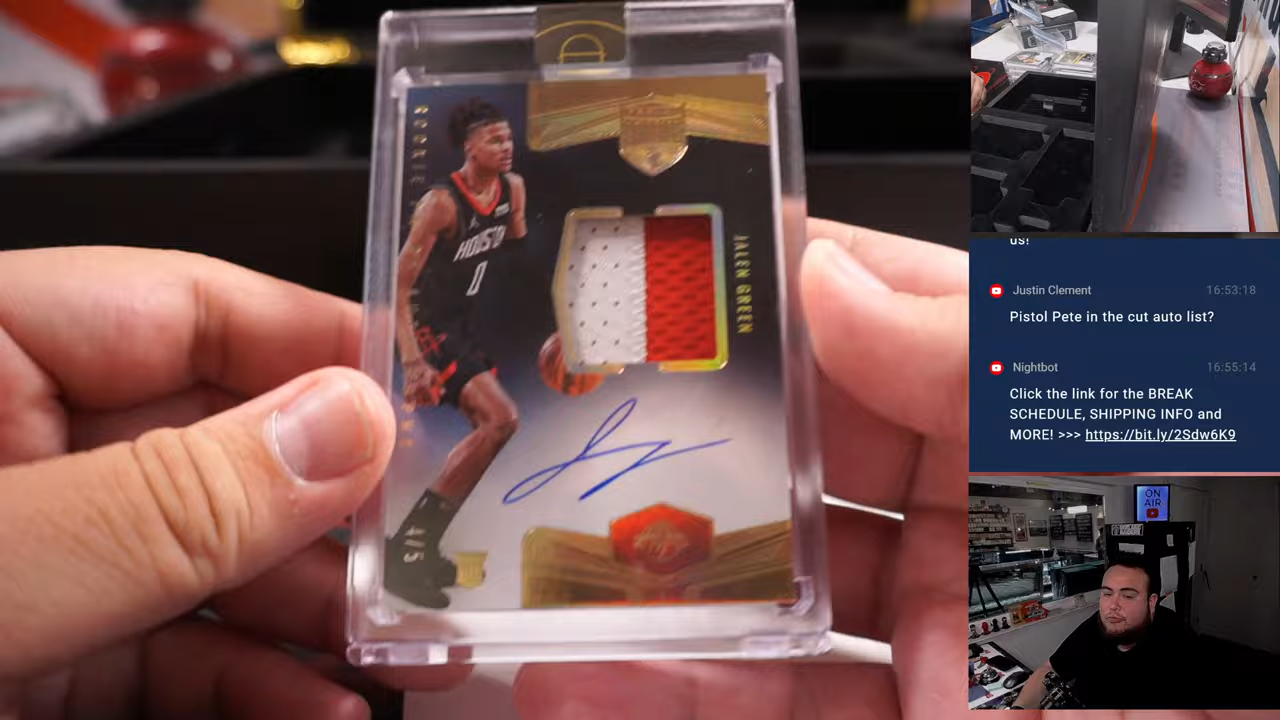 HOUSTON
0
JALEN GREEN
4/5
us!
Justin Clement 16:53:18
Pistol Pete in the cut auto list?
Nightbot 16:55:14
Click the link for the BREAK
SCHEDULE, SHIPPING INFO and
MORE! >>> https://bit.ly/2Sdw6K9
ON
AIR